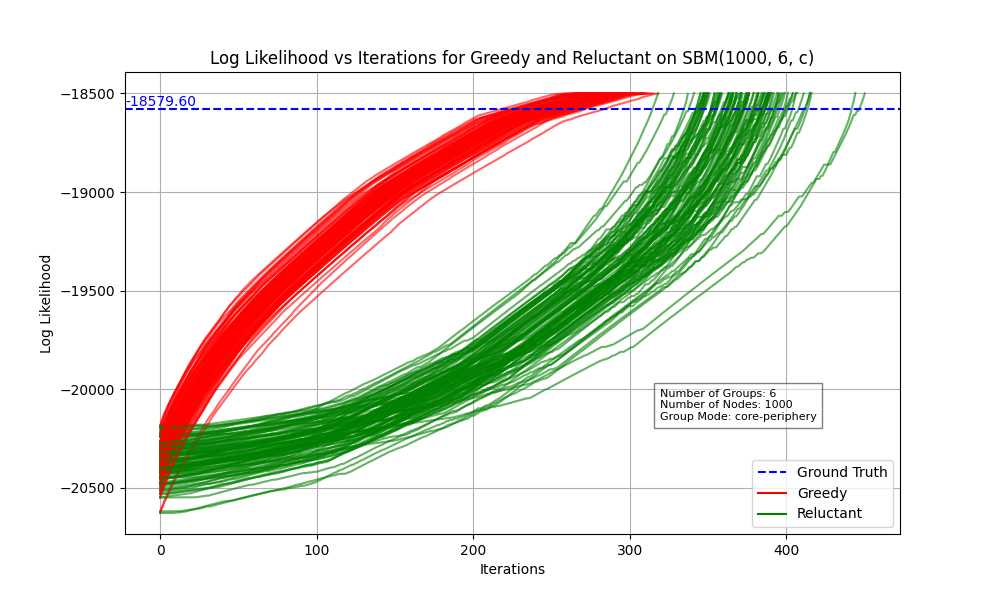 Log Likelihood vs Iterations for Greedy and Reluctant on SBM(1000, 6, c)
−18500
-18579.60
−19000
−19500
−20000
−20500
Log Likelihood
Number of Groups: 6
Number of Nodes: 1000
Group Mode: core-periphery
Ground Truth
Greedy
Reluctant
0 100 200 300 400
Iterations